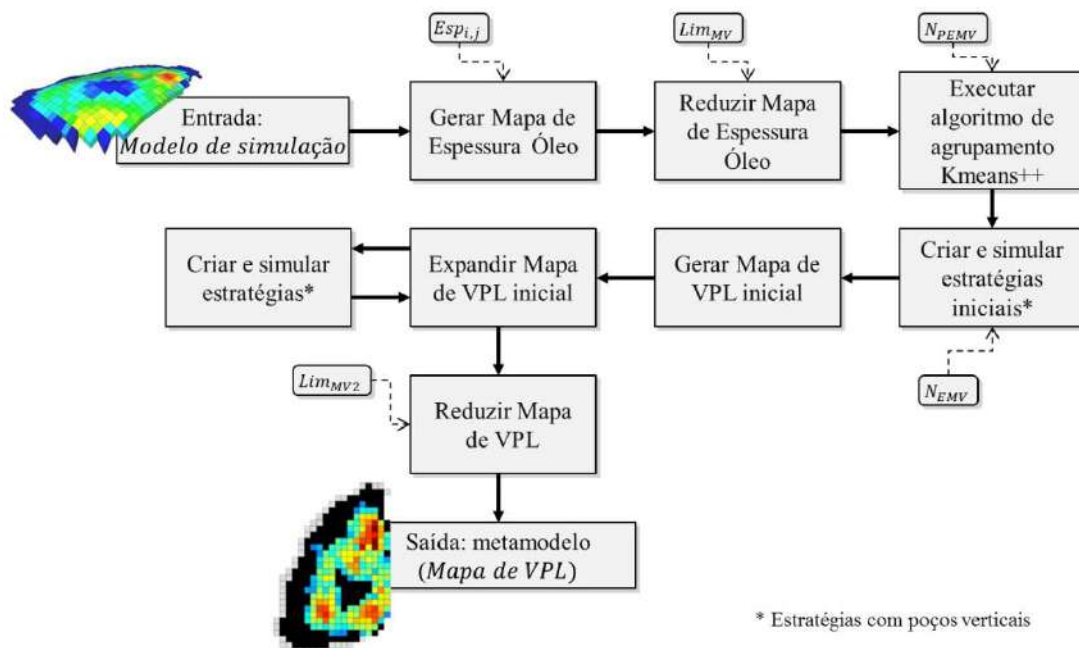 Esp_{i,j}
Lim_{MV}
N_{PEMV}
Entrada:
Modelo de simulação
Gerar Mapa de
Espessura Óleo
Reduzir Mapa
de Espessura
Óleo
Executar
algoritmo de
agrupamento
Kmeans++
Criar e simular
estratégias*
Expandir Mapa
de VPL inicial
Gerar Mapa de
VPL inicial
Criar e simular
estratégias
iniciais*
Lim_{MV2}
N_{EMV}
Reduzir Mapa
de VPL
Saída: metamodelo
(Mapa de VPL)
* Estratégias com poços verticais